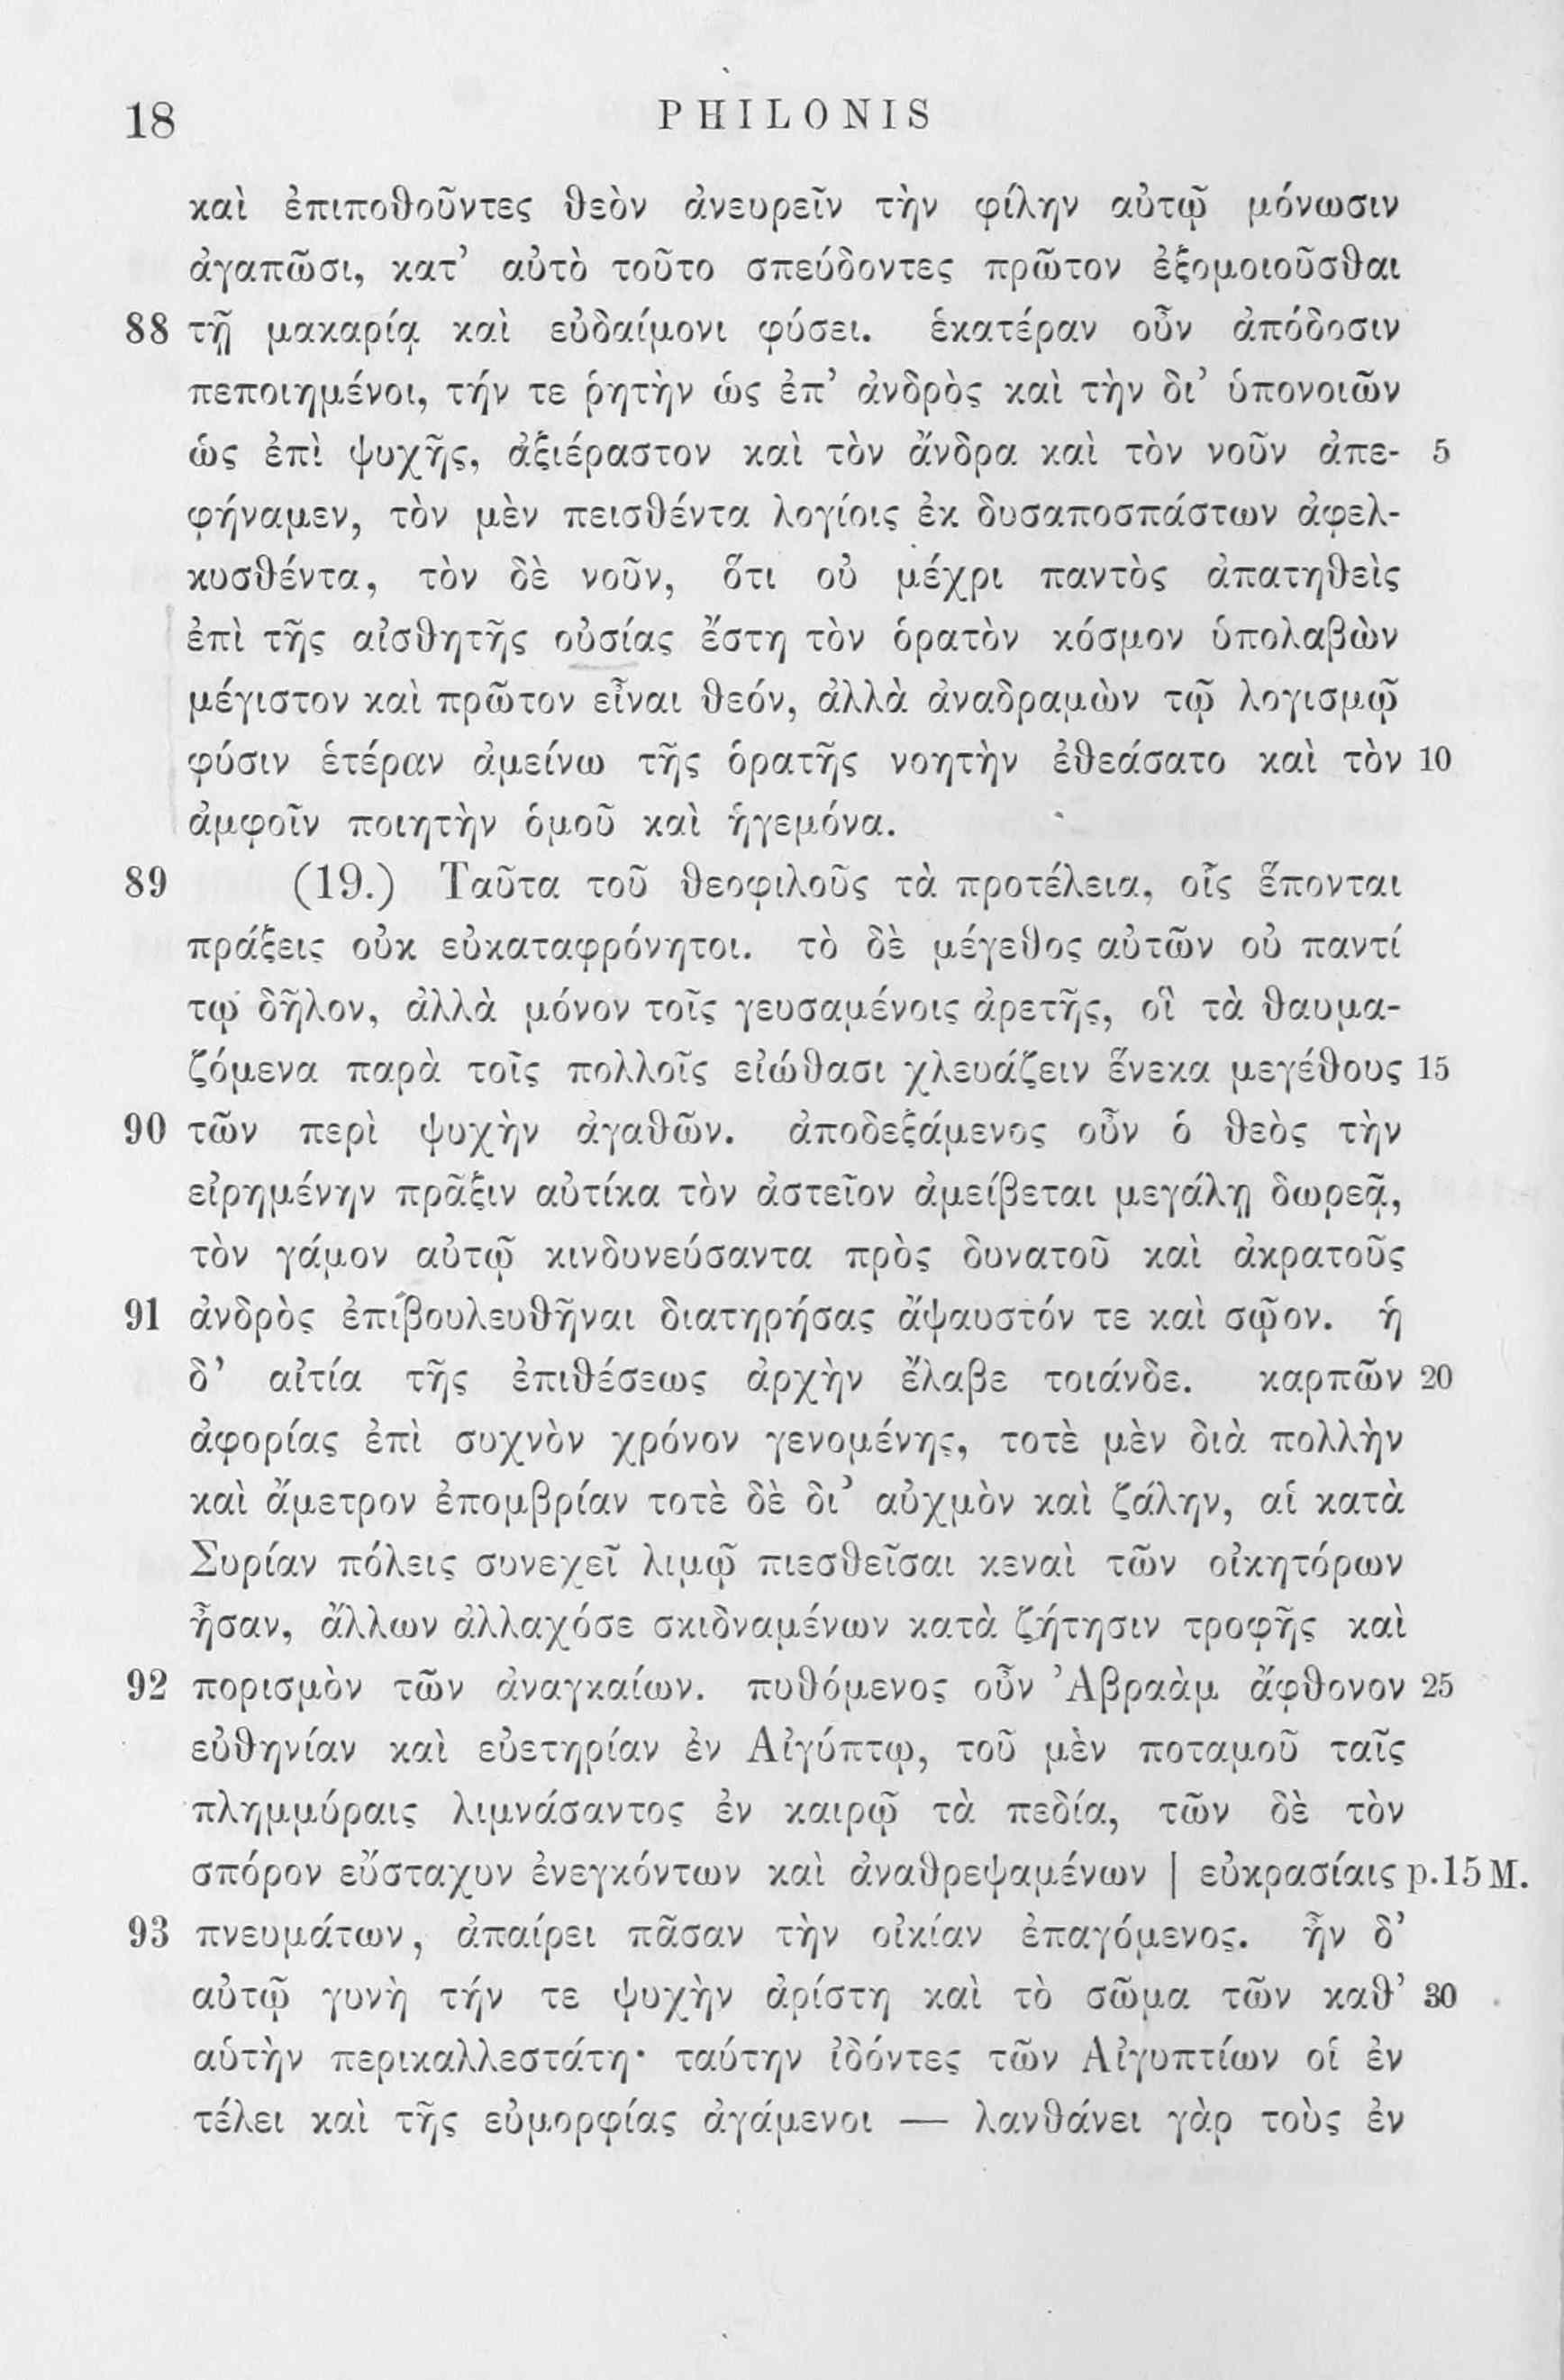 18 PHILONIS
καὶ ἐπιποθοῦντες θεὸν ἀνευρεῖν τὴν φίλην αὐτῷ μόνωσιν
ἀγαπῶσι, κατ’ αὐτὸ τοῦτο σπεύδοντες πρῶτον ἐξομοιοῦσθαι
88 τῇ μακαρίᾳ καὶ εὐδαίμονι φύσει. ἑκατέραν οὖν ἀπόδοσιν
πεποιημένοι, τήν τε ῥητὴν ὡς ἐπ’ ἀνδρὸς καὶ τὴν δι’ ὑπονοιῶν
ὡς ἐπὶ ψυχῆς, ἀξιέραστον καὶ τὸν ἄνδρα καὶ τὸν νοῦν ἀπε- 5
φήναμεν, τὸν μὲν πεισθέντα λογίοις ἐκ δυσαποσπάστων ἀφελ-
κυσθέντα, τὸν δὲ νοῦν, ὅτι οὐ μέχρι παντὸς ἀπατηθεὶς
ἐπὶ τῆς αἰσθητῆς οὐσίας ἔστη τὸν ὁρατὸν κόσμον ὑπολαβὼν
μέγιστον καὶ πρῶτον εἶναι θεόν, ἀλλὰ ἀναδραμὼν τῷ λογισμῷ
φύσιν ἑτέραν ἀμείνω τῆς ὁρατῆς νοητὴν ἐθεάσατο καὶ τὸν 10
ἀμφοῖν ποιητὴν ὁμοῦ καὶ ἡγεμόνα.
89 (19.) Ταῦτα τοῦ θεοφιλοῦς τὰ προτέλεια, οἷς ἕπονται
πράξεις οὐκ εὐκαταφρόνητοι. τὸ δὲ μέγεθος αὐτῶν οὐ παντί
τῳ δῆλον, ἀλλὰ μόνον τοῖς γευσαμένοις ἀρετῆς, οἳ τὰ θαυμα-
ζόμενα παρὰ τοῖς πολλοῖς εἰώθασι χλευάζειν ἕνεκα μεγέθους 15
90 τῶν περὶ ψυχὴν ἀγαθῶν. ἀποδεξάμενος οὖν ὁ θεὸς τὴν
εἰρημένην πρᾶξιν αὐτίκα τὸν ἀστεῖον ἀμείβεται μεγάλῃ δωρεᾷ,
τὸν γάμον αὐτῷ κινδυνεύσαντα πρὸς δυνατοῦ καὶ ἀκρατοῦς
91 ἀνδρὸς ἐπιβουλευθῆναι διατηρήσας ἄψαυστόν τε καὶ σῷον. ἡ
δ’ αἰτία τῆς ἐπιθέσεως ἀρχὴν ἔλαβε τοιάνδε. καρπῶν 20
ἀφορίας ἐπὶ συχνὸν χρόνον γενομένης, τοτὲ μὲν διὰ πολλὴν
καὶ ἄμετρον ἐπομβρίαν τοτὲ δὲ δι’ αὐχμὸν καὶ ζάλην, αἱ κατὰ
Συρίαν πόλεις συνεχεῖ λιμῷ πιεσθεῖσαι κεναὶ τῶν οἰκητόρων
ἦσαν, ἄλλων ἀλλαχόσε σκιδναμένων κατὰ ζήτησιν τροφῆς καὶ
92 πορισμὸν τῶν ἀναγκαίων. πυθόμενος οὖν Ἀβραὰμ ἄφθονον 25
εὐθηνίαν καὶ εὐετηρίαν ἐν Αἰγύπτῳ, τοῦ μὲν ποταμοῦ ταῖς
πλημμύραις λιμνάσαντος ἐν καιρῷ τὰ πεδία, τῶν δὲ τὸν
σπόρον εὔσταχυν ἐνεγκόντων καὶ ἀναθρεψαμένων | εὐκρασίαις p.15 M.
93 πνευμάτων, ἀπαίρει πᾶσαν τὴν οἰκίαν ἐπαγόμενος. ἦν δ’
αὐτῷ γυνὴ τήν τε ψυχὴν ἀρίστη καὶ τὸ σῶμα τῶν καθ’ 30
αὑτὴν περικαλλεστάτη· ταύτην ἰδόντες τῶν Αἰγυπτίων οἱ ἐν
τέλει καὶ τῆς εὐμορφίας ἀγάμενοι — λανθάνει γὰρ τοὺς ἐν